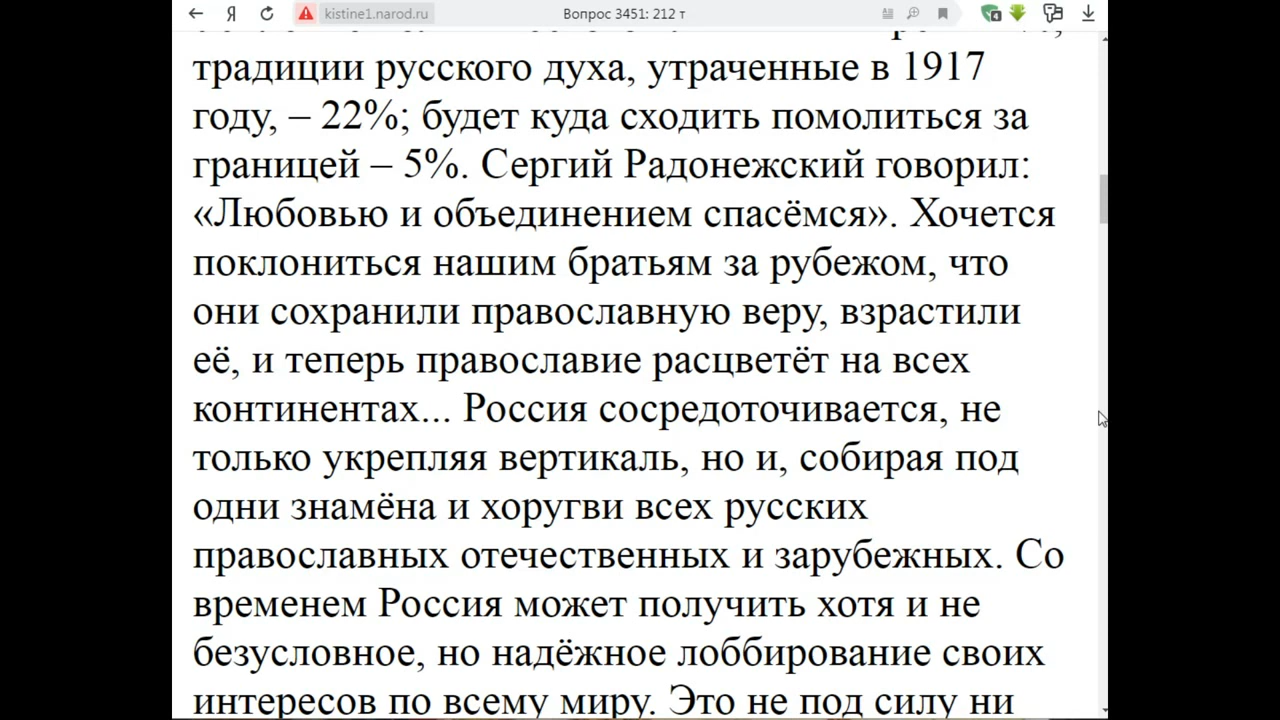 Я kistine1.narod.ru Вопрос 3451: 212 т 4
традиции русского духа, утраченные в 1917
году, – 22%; будет куда сходить помолиться за
границей – 5%. Сергий Радонежский говорил:
«Любовью и объединением спасёмся». Хочется
поклониться нашим братьям за рубежом, что
они сохранили православную веру, взрастили
её, и теперь православие расцветёт на всех
континентах... Россия сосредоточивается, не
только укрепляя вертикаль, но и, собирая под
одни знамёна и хоругви всех русских
православных отечественных и зарубежных. Со
временем Россия может получить хотя и не
безусловное, но надёжное лоббирование своих
интересов по всему миру. Это не под силу ни